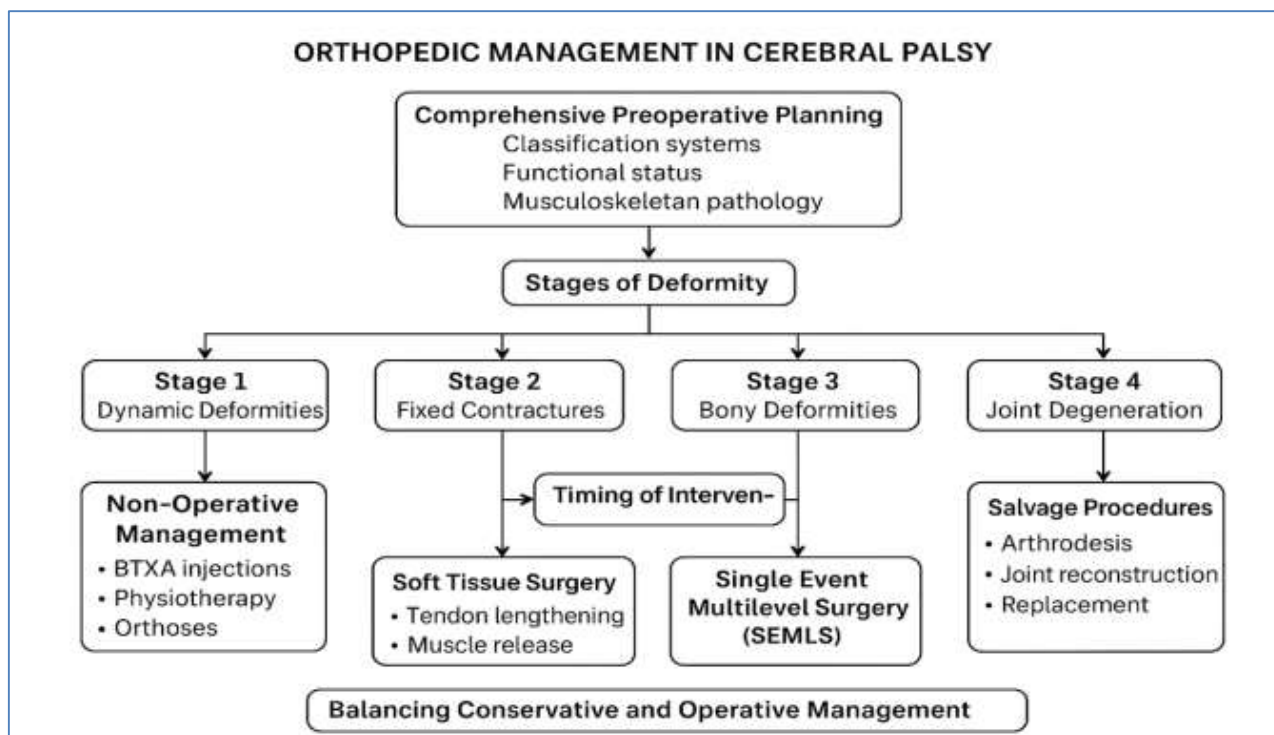 ORTHOPEDIC MANAGEMENT IN CEREBRAL PALSY
Comprehensive Preoperative Planning
Classification systems
Functional status
Musculoskeletan pathology
Stages of Deformity
Stage 1
Dynamic Deformities
Stage 2
Fixed Contractures
Stage 3
Bony Deformities
Stage 4
Joint Degeneration
Non-Operative
Management
• BTXA injections
• Physiotherapy
• Orthoses
Timing of Interven-
Soft Tissue Surgery
• Tendon lengthening
• Muscle release
Single Event
Multilevel Surgery
(SEMLS)
Salvage Procedures
• Arthrodesis
• Joint reconstruction
• Replacement
Balancing Conservative and Operative Management